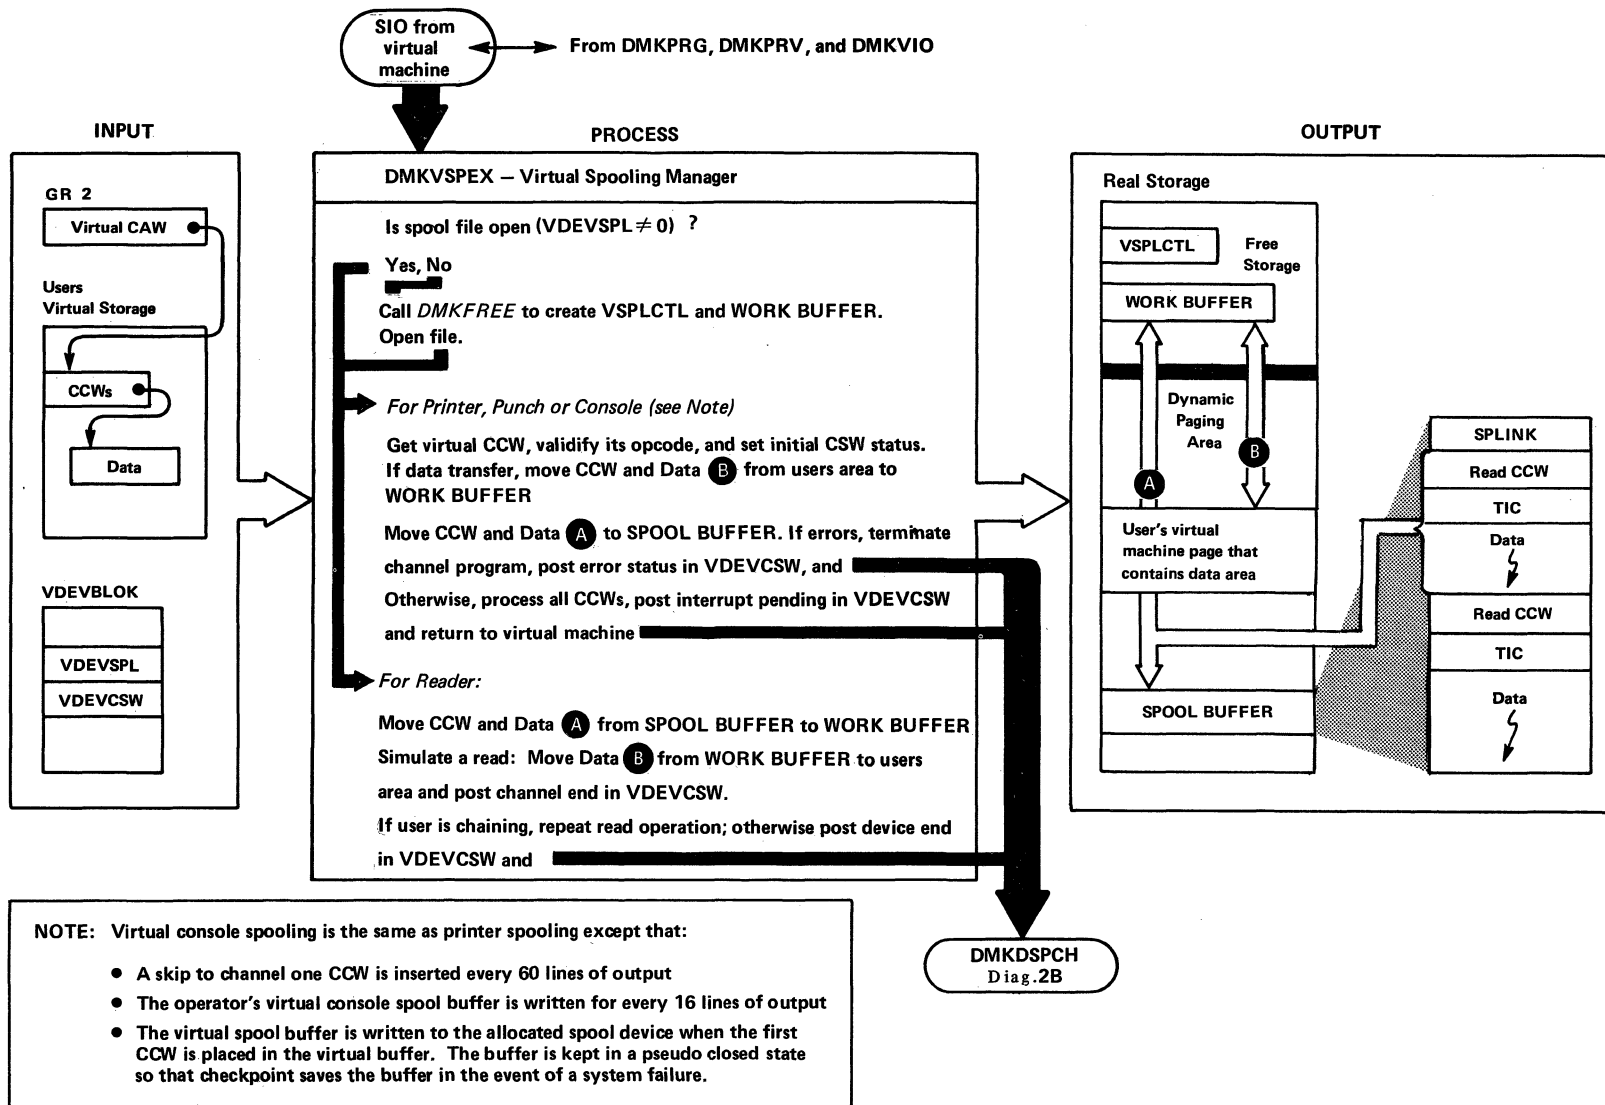 SIO from
virtual
machine
From DMKPRG, DMKPRV, and DMKVIO
INPUT
PROCESS
OUTPUT
GR 2
Virtual CAW
Users
Virtual Storage
CCWs
Data
VDEVBLOK
VDEVSPL
VDEVCSW
DMKVSPEX – Virtual Spooling Manager
Is spool file open (VDEVSPL ≠ 0) ?
Yes, No
Call DMKFREE to create VSPLCTL and WORK BUFFER.
Open file.
For Printer, Punch or Console (see Note)
Get virtual CCW, validify its opcode, and set initial CSW status.
If data transfer, move CCW and Data B from users area to
WORK BUFFER
Move CCW and Data A to SPOOL BUFFER. If errors, terminate
channel program, post error status in VDEVCSW, and
Otherwise, process all CCWs, post interrupt pending in VDEVCSW
and return to virtual machine
For Reader:
Move CCW and Data A from SPOOL BUFFER to WORK BUFFER
Simulate a read: Move Data B from WORK BUFFER to users
area and post channel end in VDEVCSW.
If user is chaining, repeat read operation; otherwise post device end
in VDEVCSW and
Real Storage
VSPLCTL
Free
Storage
WORK BUFFER
Dynamic
Paging
Area
B
A
User's virtual
machine page that
contains data area
SPOOL BUFFER
SPLINK
Read CCW
TIC
Data
Read CCW
TIC
Data
DMKDSPCH
Diag.2B
NOTE: Virtual console spooling is the same as printer spooling except that:
● A skip to channel one CCW is inserted every 60 lines of output
● The operator's virtual console spool buffer is written for every 16 lines of output
● The virtual spool buffer is written to the allocated spool device when the first
CCW is placed in the virtual buffer. The buffer is kept in a pseudo closed state
so that checkpoint saves the buffer in the event of a system failure.